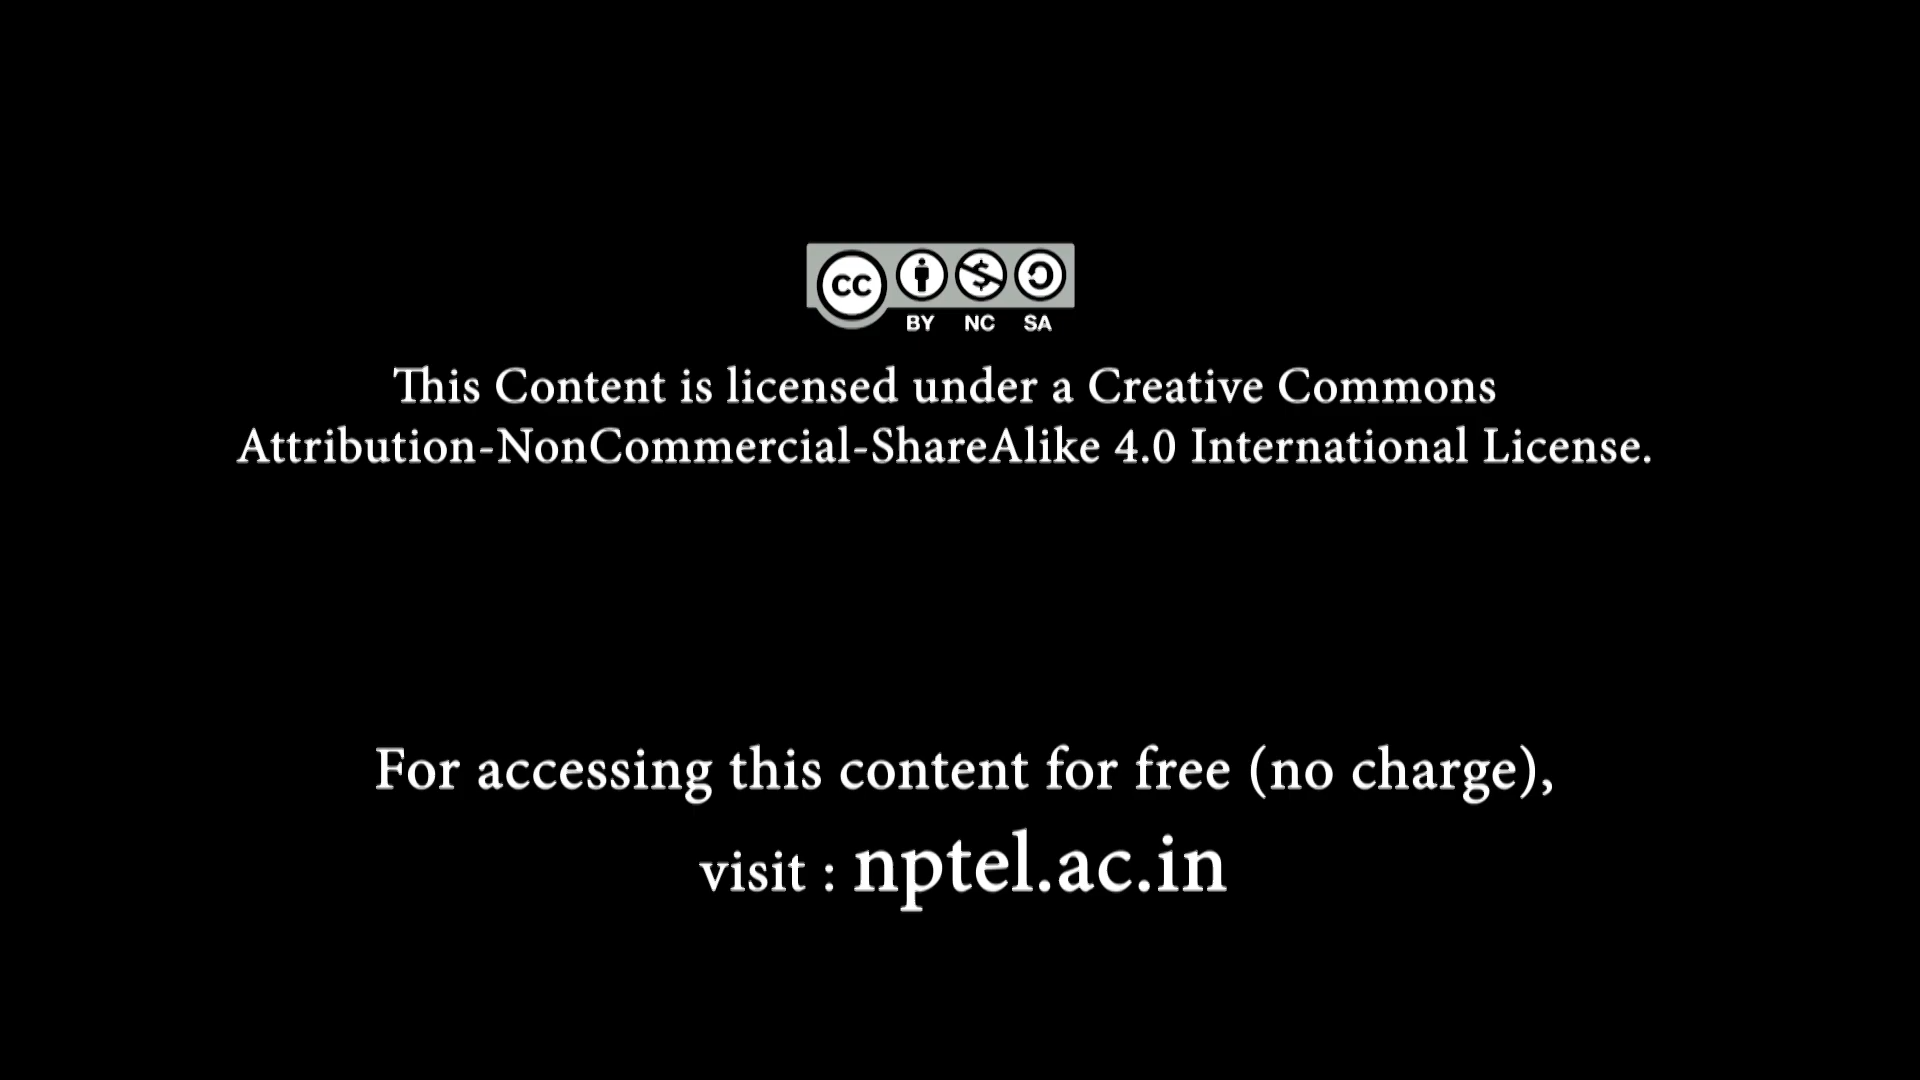 cc
BY NC SA
This Content is licensed under a Creative Commons
Attribution-NonCommercial-ShareAlike 4.0 International License.
For accessing this content for free (no charge),
visit : nptel.ac.in